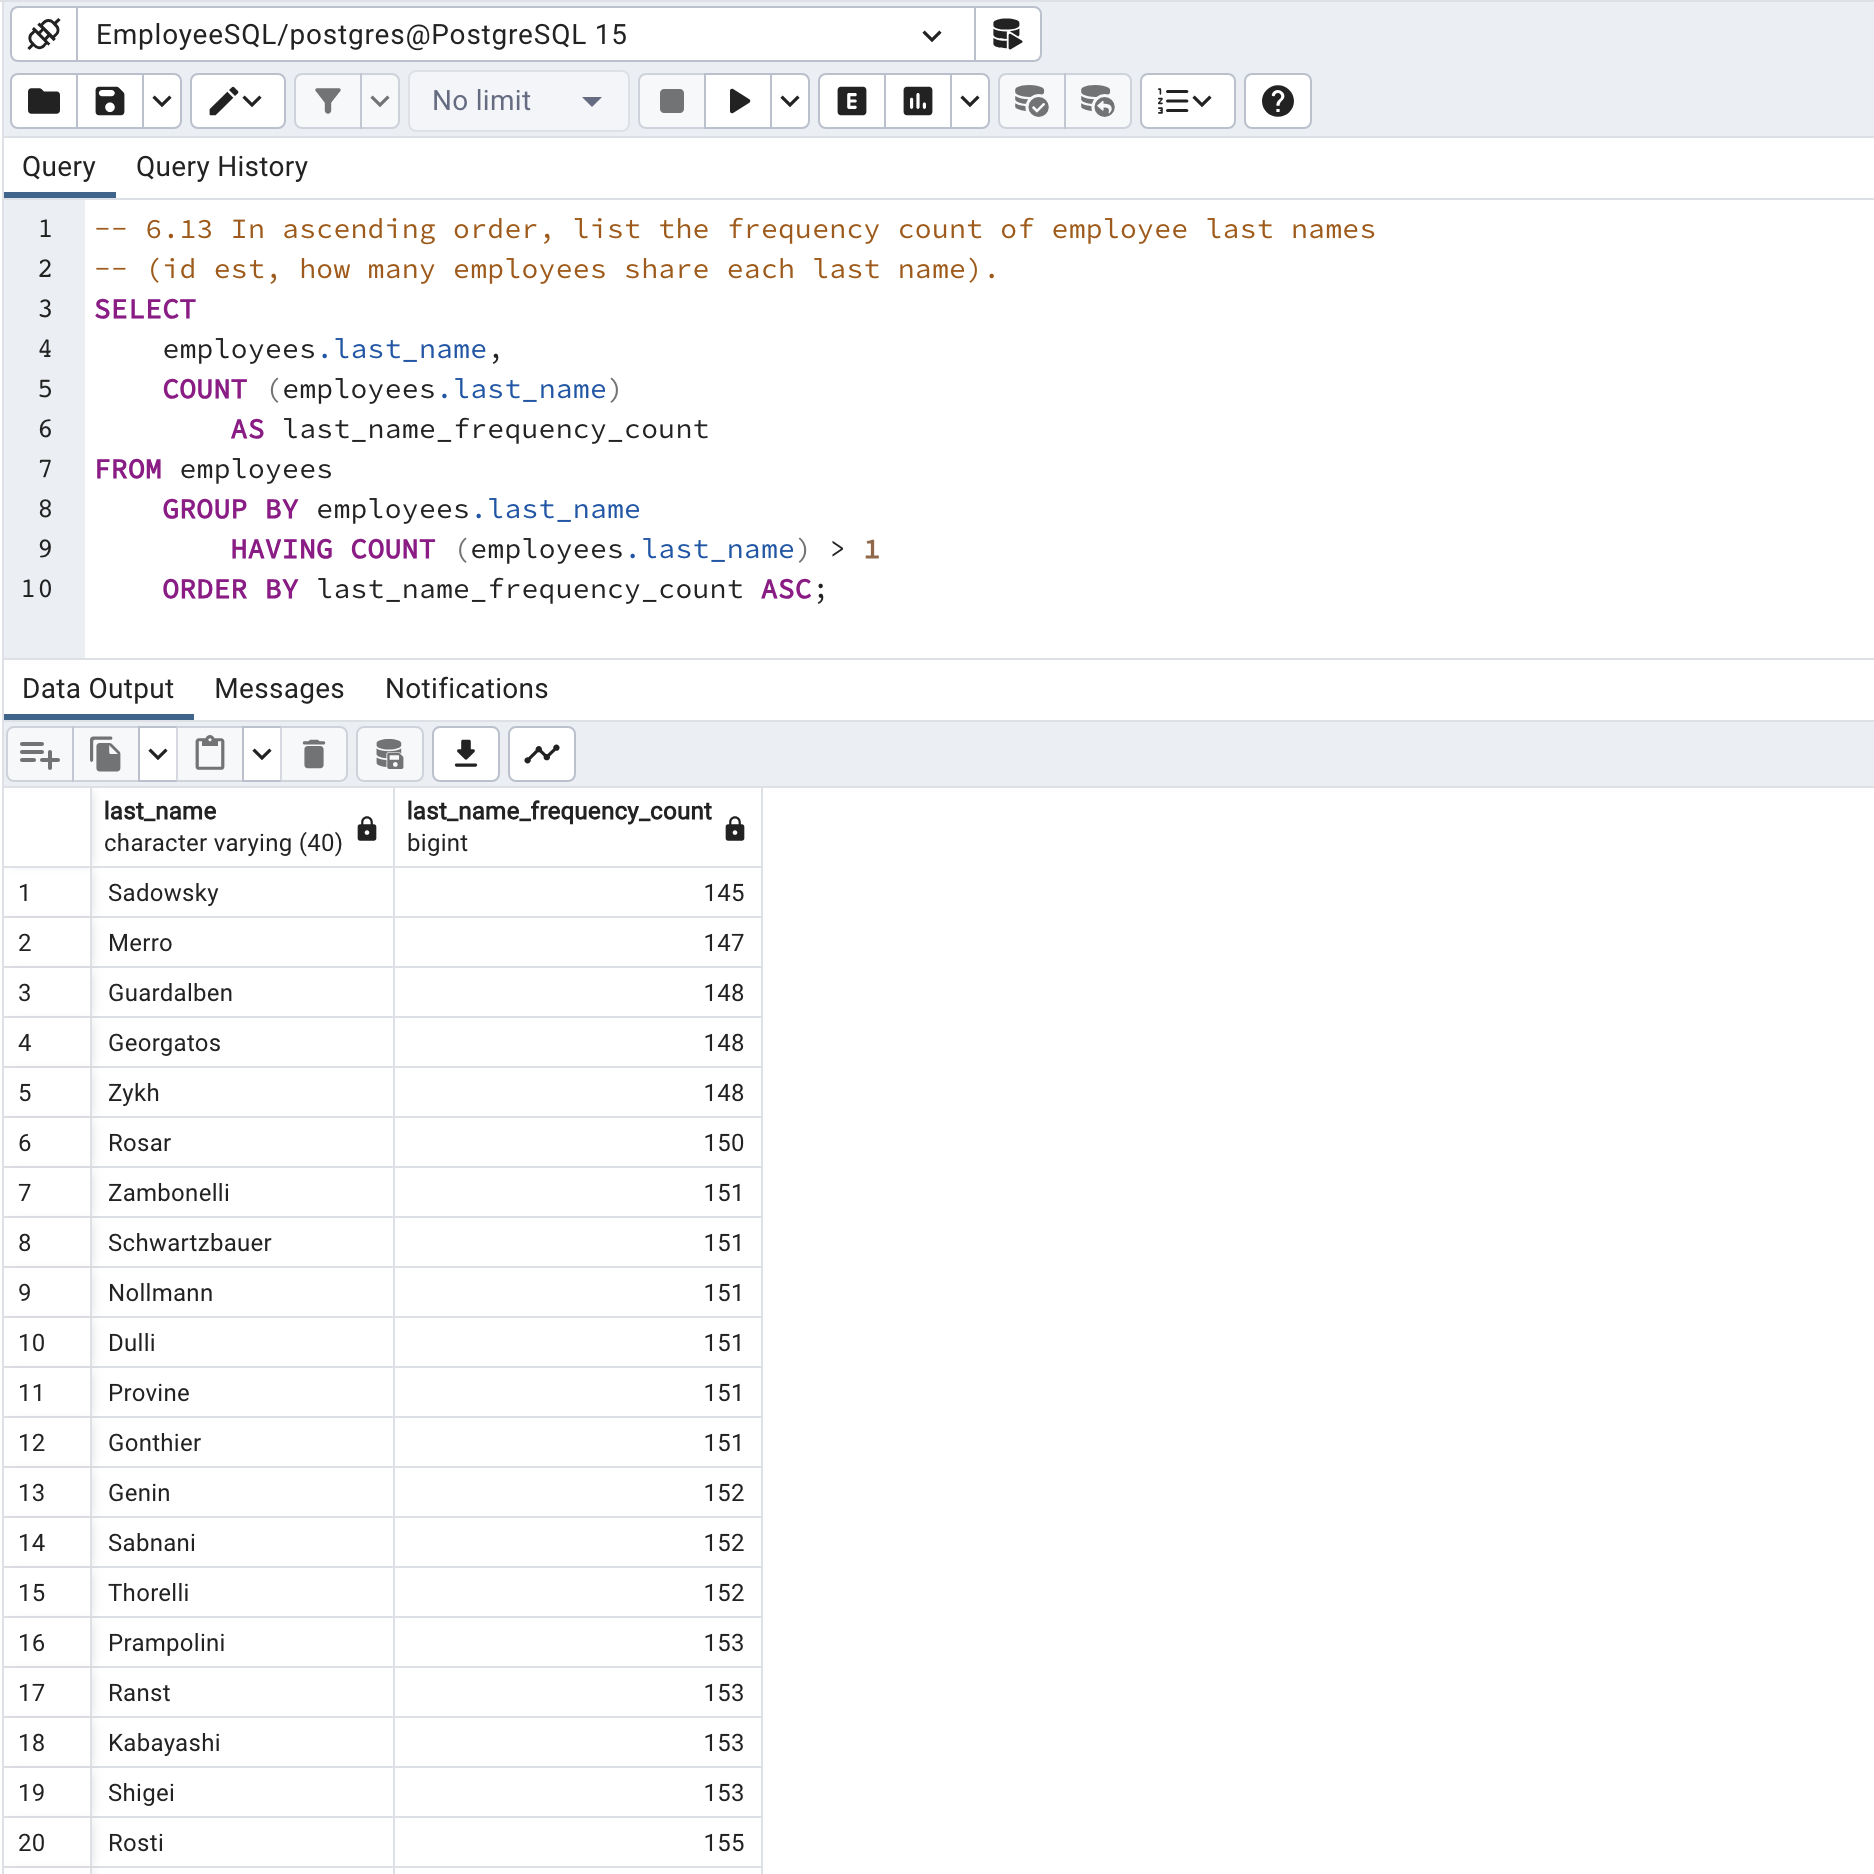 EmployeeSQL/postgres@PostgreSQL 15
No limit
E
Query Query History
1 -- 6.13 In ascending order, list the frequency count of employee last names
2 -- (id est, how many employees share each last name).
3 SELECT
4 employees.last_name,
5 COUNT (employees.last_name)
6 AS last_name_frequency_count
7 FROM employees
8 GROUP BY employees.last_name
9 HAVING COUNT (employees.last_name) > 1
10 ORDER BY last_name_frequency_count ASC;
Data Output Messages Notifications
last_name last_name_frequency_count
character varying (40) bigint
1 Sadowsky 145
2 Merro 147
3 Guardalben 148
4 Georgatos 148
5 Zykh 148
6 Rosar 150
7 Zambonelli 151
8 Schwartzbauer 151
9 Nollmann 151
10 Dulli 151
11 Provine 151
12 Gonthier 151
13 Genin 152
14 Sabnani 152
15 Thorelli 152
16 Prampolini 153
17 Ranst 153
18 Kabayashi 153
19 Shigei 153
20 Rosti 155